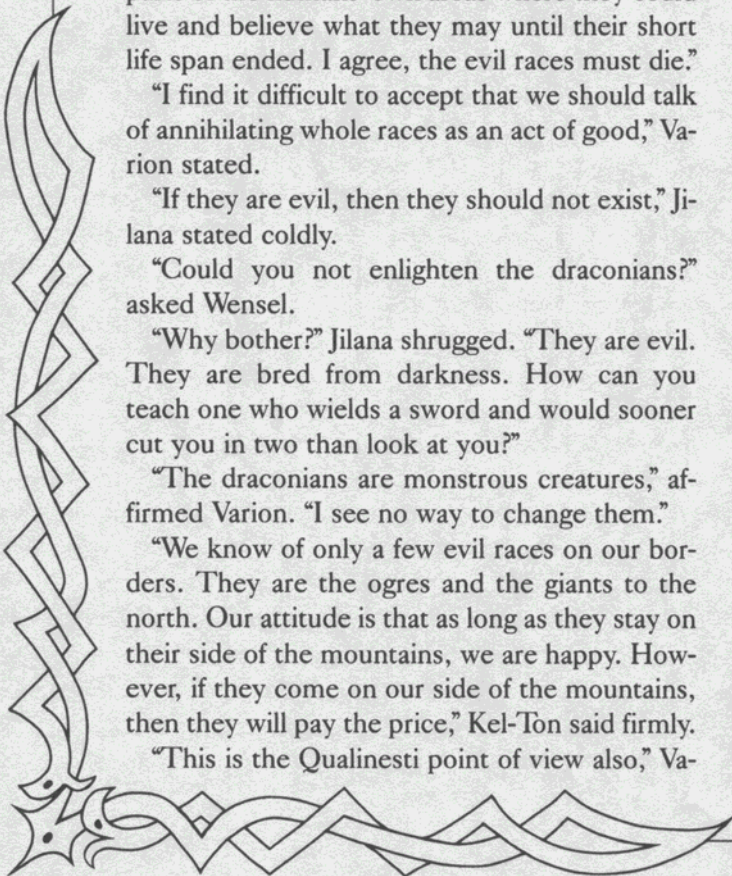 live and believe what they may until their short
life span ended. I agree, the evil races must die.”
“I find it difficult to accept that we should talk
of annihilating whole races as an act of good,” Va-
rion stated.
“If they are evil, then they should not exist,” Ji-
lana stated coldly.
“Could you not enlighten the draconians?”
asked Wensel.
“Why bother?” Jilana shrugged. “They are evil.
They are bred from darkness. How can you
teach one who wields a sword and would sooner
cut you in two than look at you?”
“The draconians are monstrous creatures,” af-
firmed Varion. “I see no way to change them.”
“We know of only a few evil races on our bor-
ders. They are the ogres and the giants to the
north. Our attitude is that as long as they stay on
their side of the mountains, we are happy. How-
ever, if they come on our side of the mountains,
then they will pay the price,” Kel-Ton said firmly.
“This is the Qualinesti point of view also,” Va-